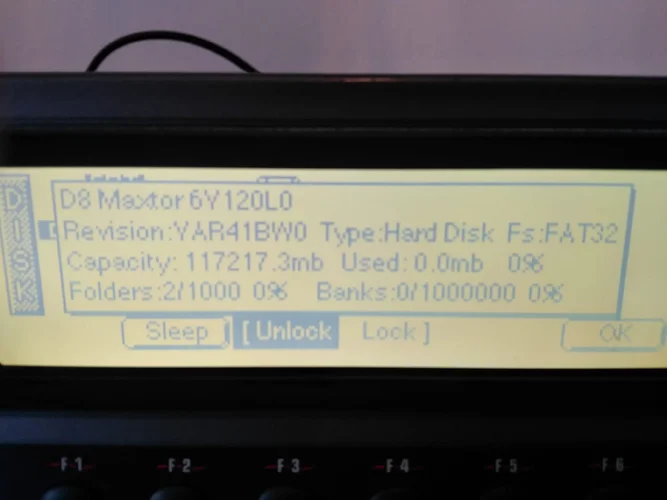 D8 Maxtor 6Y120L0
Revision:YAR41BW0 Type:Hard Disk Fs:FAT32
Capacity: 117217.3mb Used: 0.0mb 0%
Folders:2/1000 0% Banks:0/1000000 0%
DISK
Sleep [ Unlock Lock ] OK
F1 F2 F3 F4 F5 F6